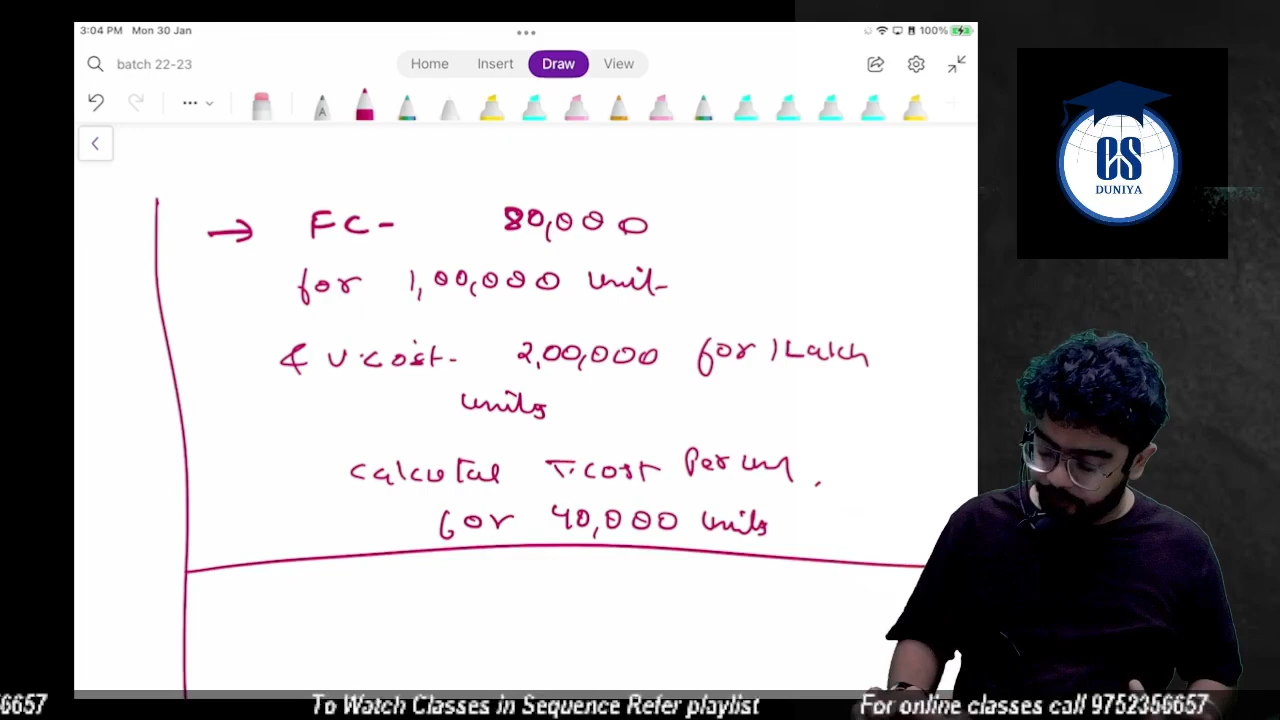 3:04 PM Mon 30 Jan
100%
batch 22-23
Home Insert Draw View
A
CS
DUNIYA
→ FC- 80,000
for 1,00,000 unit
& v.cost- 2,00,000 for 1 Lakh
units
T.cost Per
for 40,000 units
56657
To Watch Classes in Sequence Refer playlist
For online classes call 9752356657